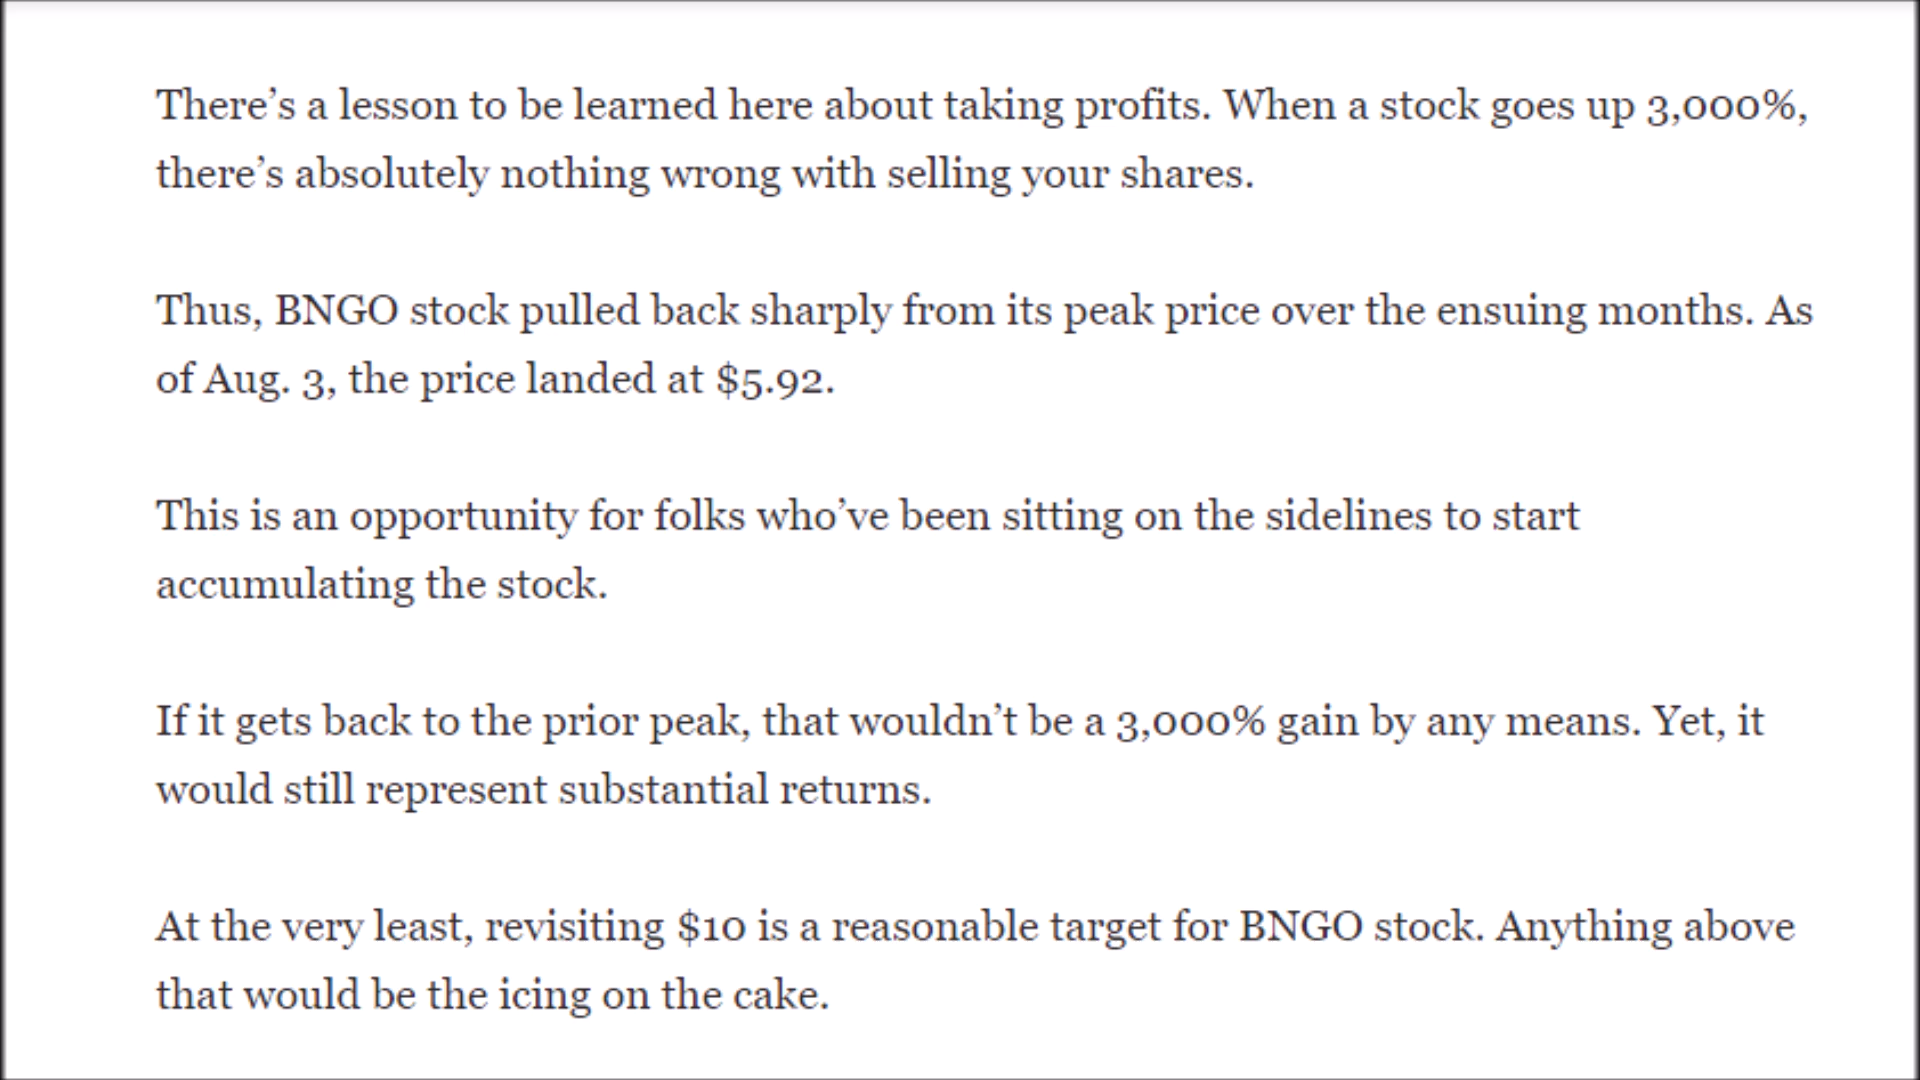 There’s a lesson to be learned here about taking profits. When a stock goes up 3,000%,
there’s absolutely nothing wrong with selling your shares.
Thus, BNGO stock pulled back sharply from its peak price over the ensuing months. As
of Aug. 3, the price landed at $5.92.
This is an opportunity for folks who’ve been sitting on the sidelines to start
accumulating the stock.
If it gets back to the prior peak, that wouldn’t be a 3,000% gain by any means. Yet, it
would still represent substantial returns.
At the very least, revisiting $10 is a reasonable target for BNGO stock. Anything above
that would be the icing on the cake.